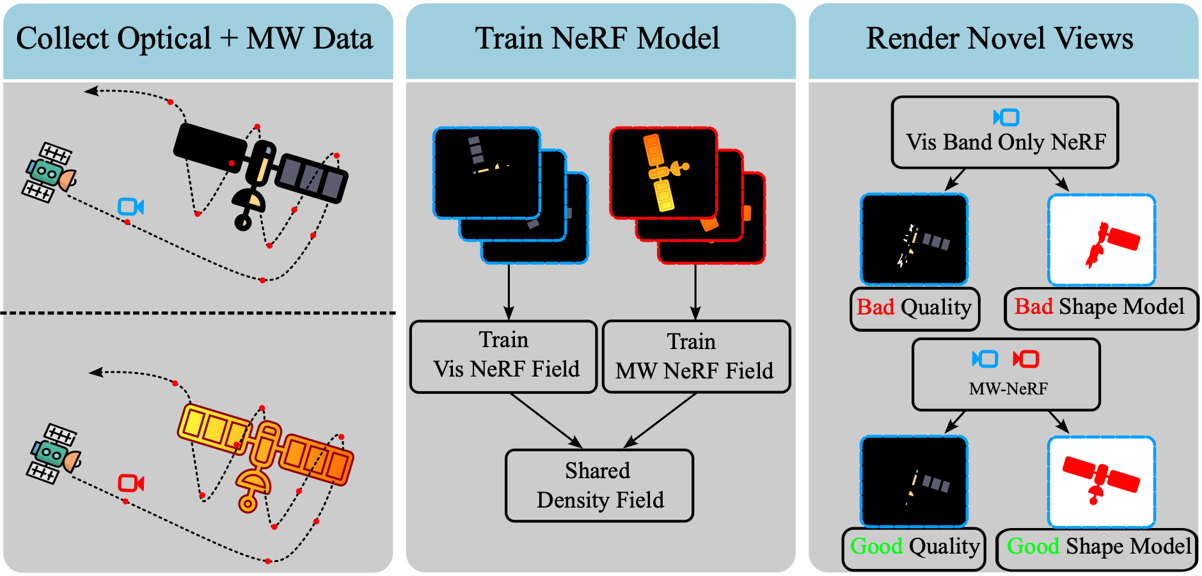 Collect Optical + MW Data
Train NeRF Model
Train
Vis NeRF Field
Train
MW NeRF Field
Shared
Density Field
Render Novel Views
Vis Band Only NeRF
Bad Quality
Bad Shape Model
MW-NeRF
Good Quality
Good Shape Model